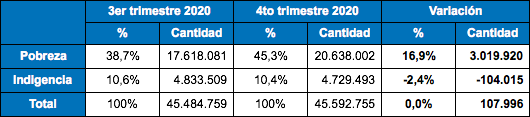 3er trimestre 2020 4to trimestre 2020 Variación
% Cantidad % Cantidad % Cantidad
Pobreza 38,7% 17.618.081 45,3% 20.638.002 16,9% 3.019.920
Indigencia 10,6% 4.833.509 10,4% 4.729.493 -2,4% -104.015
Total 100% 45.484.759 100% 45.592.755 0,0% 107.996